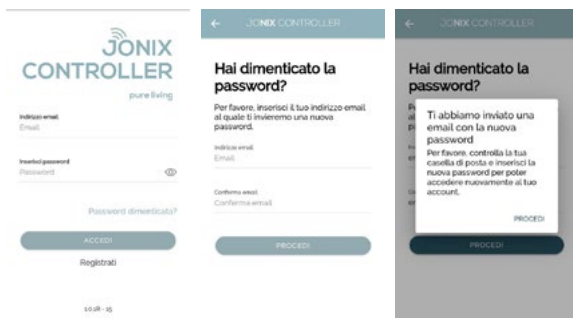 JONIX
CONTROLLER
pure living
Indirizzo email
Email
Inserisci password
Password
Password dimenticata?
ACCEDI
Registrati
1.0.18 - 15
JONIX CONTROLLER
Hai dimenticato la
password?
Per favore, inserisci il tuo indirizzo email
al quale ti invieremo una nuova
password.
Indirizzo email
Email
Conferma email
Conferma email
PROCEDI
JONIX CONTROLLER
Hai dimenticato la
password?
Ti abbiamo inviato una
email con la nuova
password
Per favore, controlla la tua
casella di posta e inserisci la
nuova password per poter
accedere nuovamente al tuo
account.
PROCEDI
PROCEDI